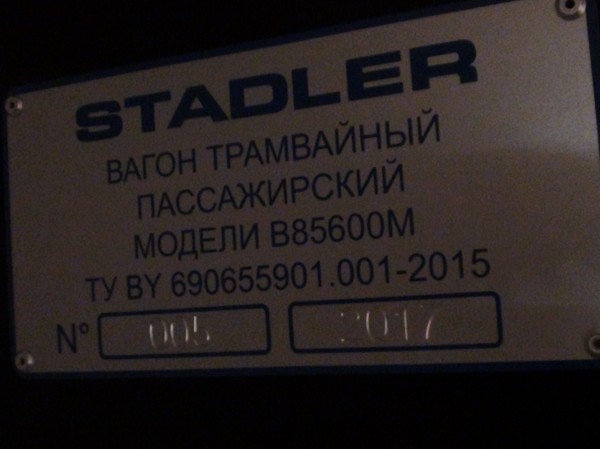 STADLER
ВАГОН ТРАМВАЙНЫЙ
ПАССАЖИРСКИЙ
МОДЕЛИ В85600М
ТУ BY 690655901.001-2015
N° 005 2017